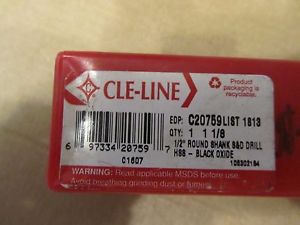 CLE-LINE
Product packaging is recyclable.
EDP: C20759 LIST 1813
QTY: 1 1 1/8
1/2" ROUND SHANK S&D DRILL
HSS - BLACK OXIDE
6 97334 20759 7
01607
WARNING: Read applicable MSDS before use.
Avoid breathing grinding dust or fumes.